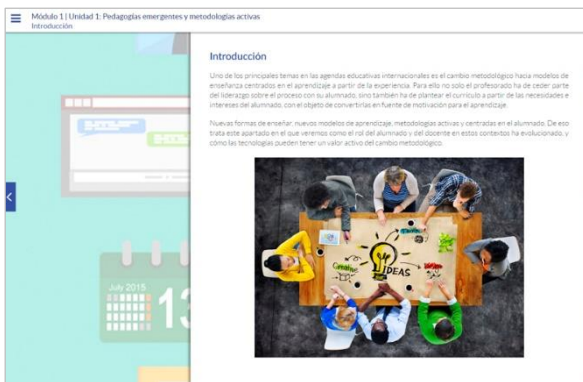 Módulo 1 | Unidad 1: Pedagogías emergentes y metodologías activas
Introducción
Introducción
Uno de los principales temas en las agendas educativas internacionales es el cambio metodológico hacia modelos de
enseñanza centrados en el aprendizaje a partir de la experiencia. Para ello no solo el profesorado ha de ceder parte
del liderazgo sobre el proceso con su alumnado, sino también ha de plantear el currículo a partir de las necesidades e
intereses del alumnado, con el objeto de convertirlas en fuente de motivación para el aprendizaje.
Nuevas formas de enseñar, nuevos modelos de aprendizaje, metodologías activas y centradas en el alumnado. De eso
trata este apartado en el que veremos como el rol del alumnado y del docente en estos contextos ha evolucionado, y
cómo las tecnologías pueden tener un valor activo del cambio metodológico.
July 2015
13
Creative
IDEAS